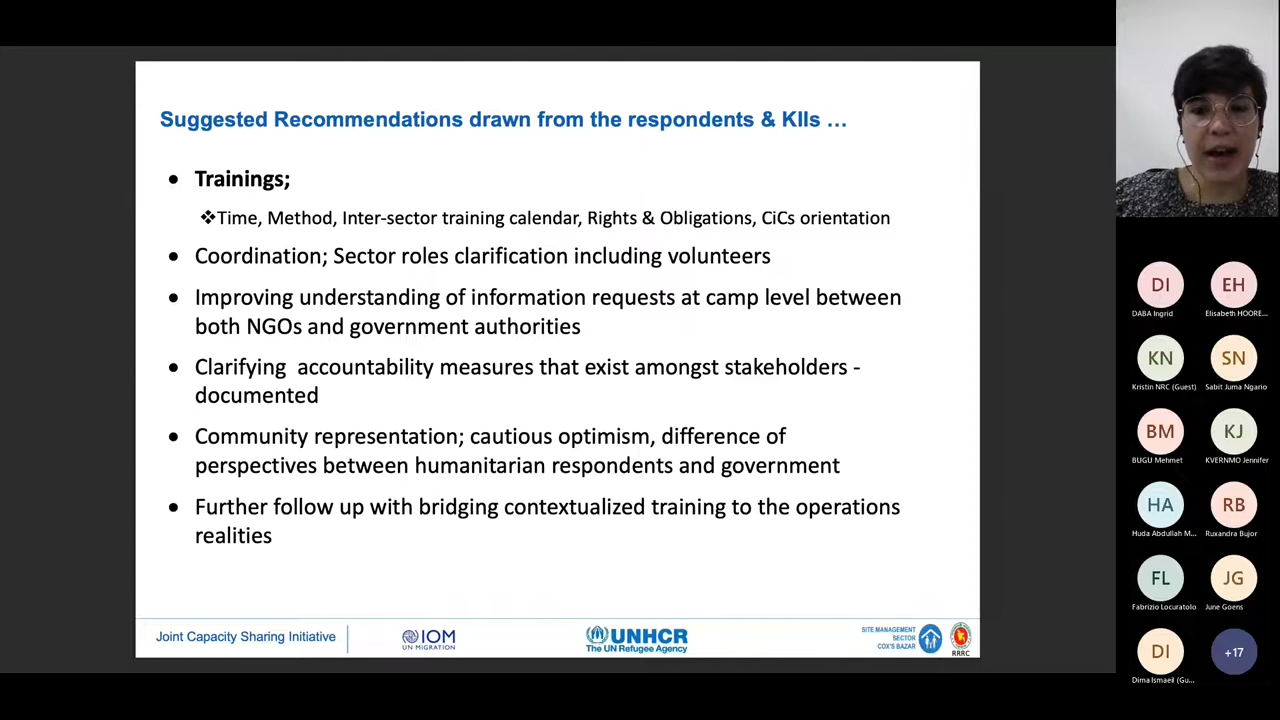 Suggested Recommendations drawn from the respondents & KIIs …
• Trainings;
❖Time, Method, Inter-sector training calendar, Rights & Obligations, CiCs orientation
• Coordination; Sector roles clarification including volunteers
• Improving understanding of information requests at camp level between
both NGOs and government authorities
• Clarifying  accountability measures that exist amongst stakeholders -
documented
• Community representation; cautious optimism, difference of
perspectives between humanitarian respondents and government
• Further follow up with bridging contextualized training to the operations
realities
Joint Capacity Sharing Initiative
IOM
UN MIGRATION
UNHCR
The UN Refugee Agency
SITE MANAGEMENT
SECTOR
COX'S BAZAR
RRRC
DI
DABA Ingrid
EH
Elisabeth HOORE...
KN
Kristin NRC (Guest)
SN
Sabit Juma Ngario
BM
BUGU Mehmet
KJ
KVERNMO Jennifer
HA
Huda Abdullah M...
RB
Ruxandra Bujor
FL
Fabrizio Locuratolo
JG
June Goens
DI
Dima Ismaeil (Gu...
+17